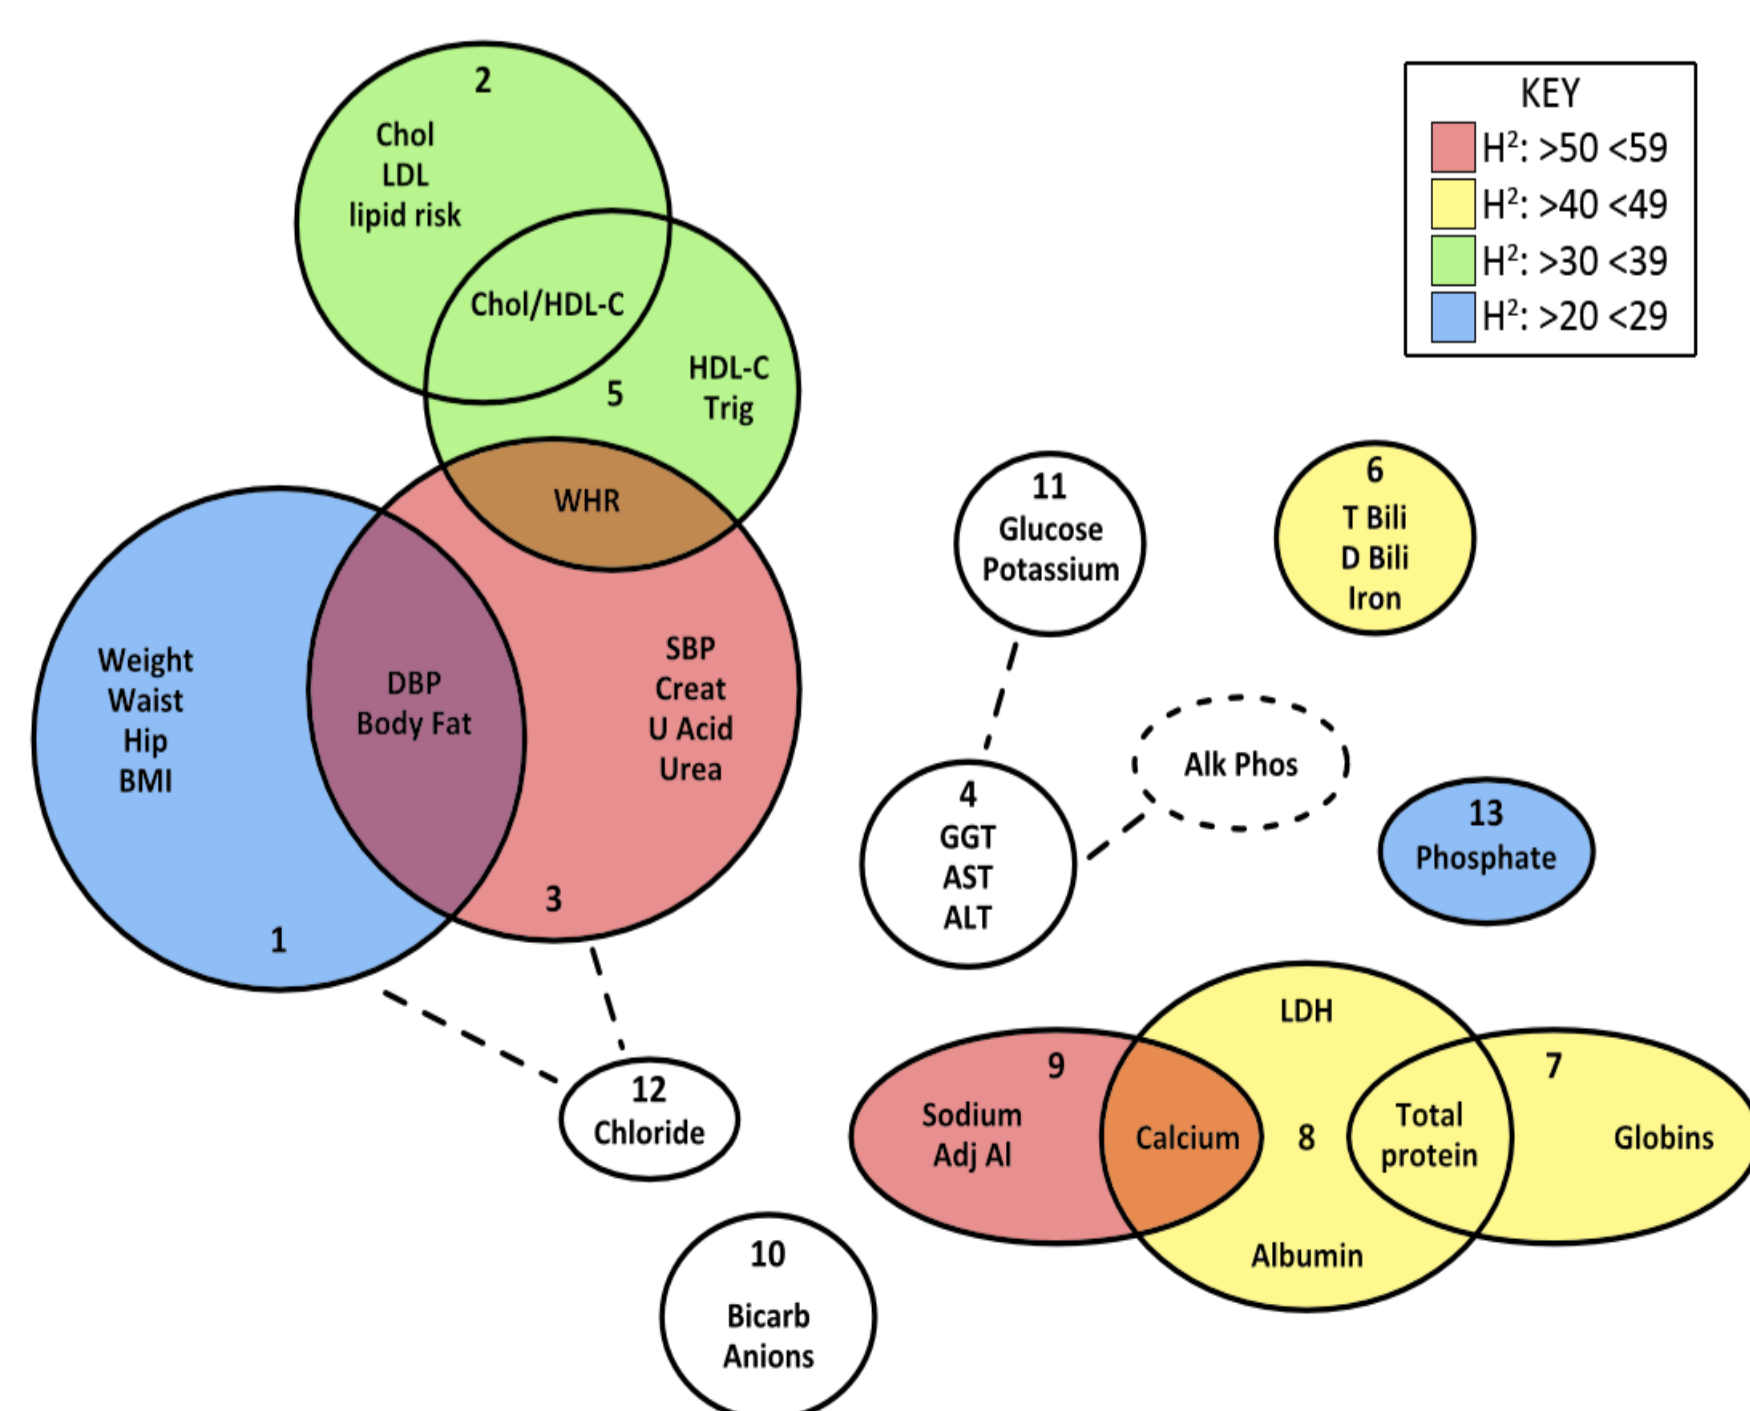 2
Chol
LDL
lipid risk
Chol/HDL-C
5
HDL-C
Trig
WHR
Weight
Waist
Hip
BMI
1
DBP
Body Fat
SBP
Creat
U Acid
Urea
3
12
Chloride
10
Bicarb
Anions
KEY
H²: >50 <59
H²: >40 <49
H²: >30 <39
H²: >20 <29
11
Glucose
Potassium
6
T Bili
D Bili
Iron
4
GGT
AST
ALT
Alk Phos
13
Phosphate
9
Sodium
Adj Al
Calcium
LDH
8
Albumin
Total
protein
7
Globins